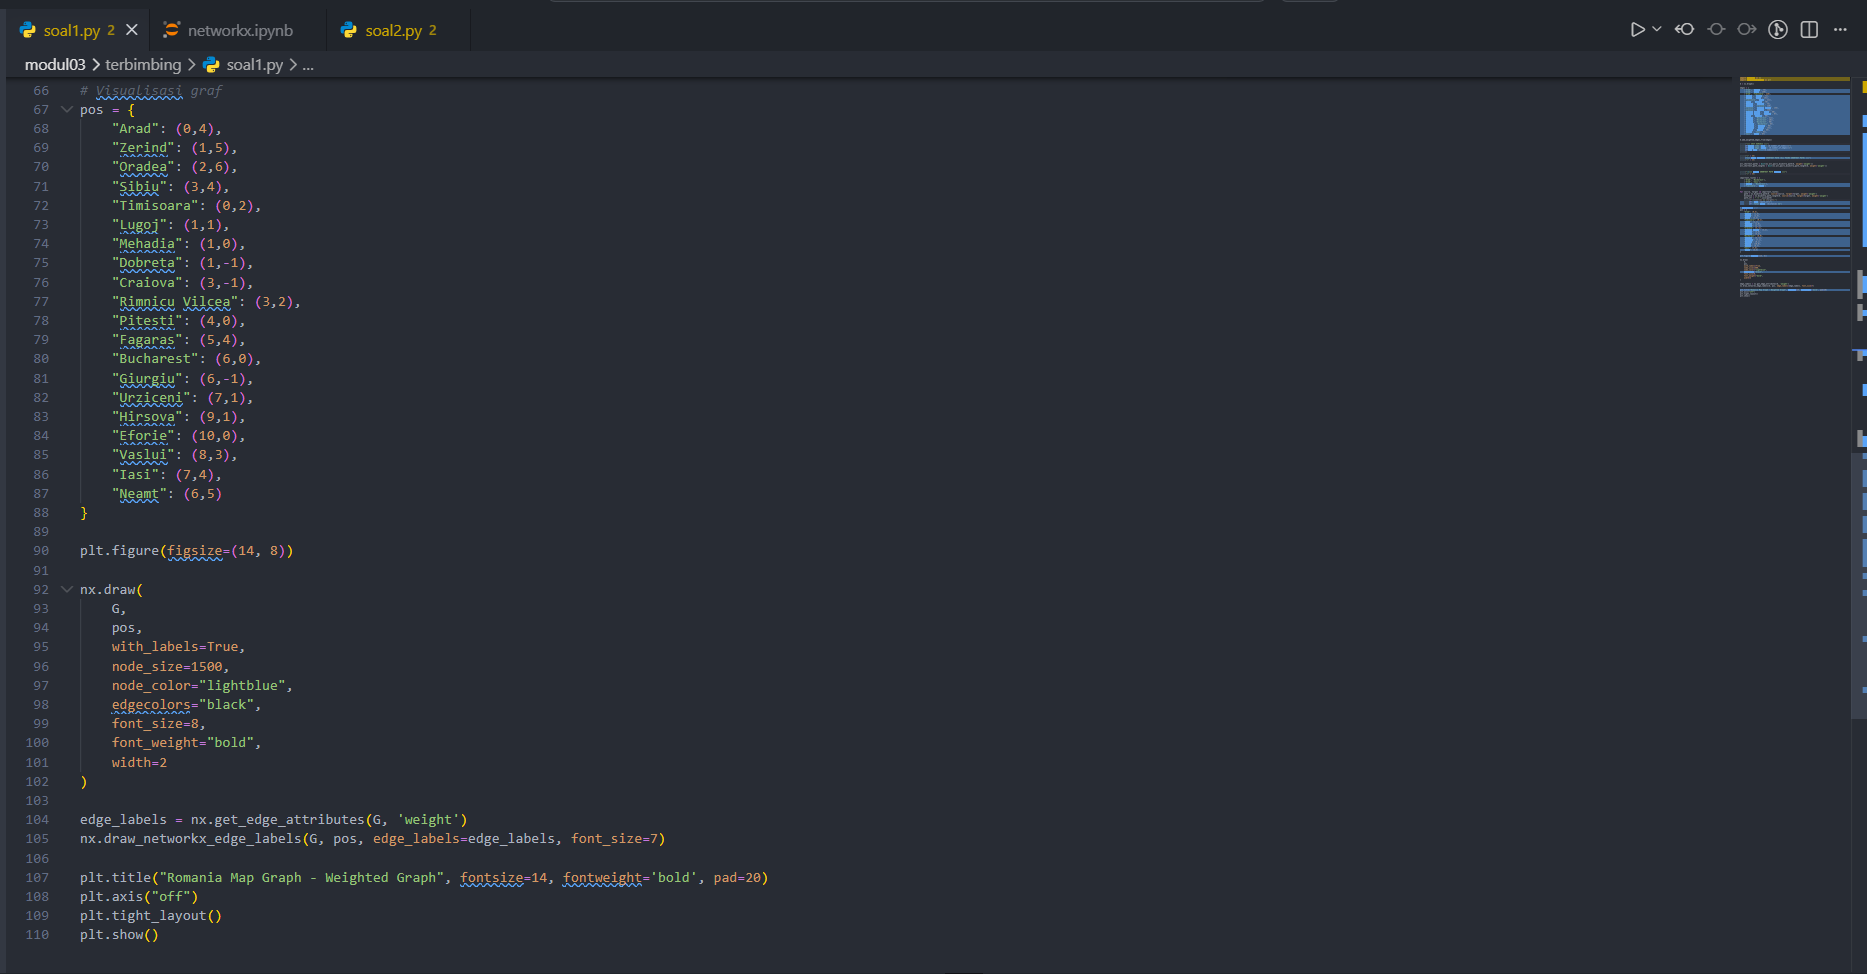 soal1.py 2
networkx.ipynb
soal2.py 2
modul03 > terbimbing > soal1.py > ...
66 # Visualisasi graf
67 pos = {
68 "Arad": (0,4),
69 "Zerind": (1,5),
70 "Oradea": (2,6),
71 "Sibiu": (3,4),
72 "Timisoara": (0,2),
73 "Lugoj": (1,1),
74 "Mehadia": (1,0),
75 "Dobreta": (1,-1),
76 "Craiova": (3,-1),
77 "Rimnicu Vilcea": (3,2),
78 "Pitesti": (4,0),
79 "Fagaras": (5,4),
80 "Bucharest": (6,0),
81 "Giurgiu": (6,-1),
82 "Urziceni": (7,1),
83 "Hirsova": (9,1),
84 "Eforie": (10,0),
85 "Vaslui": (8,3),
86 "Iasi": (7,4),
87 "Neamt": (6,5)
88 }
89
90 plt.figure(figsize=(14, 8))
91
92 nx.draw(
93 G,
94 pos,
95 with_labels=True,
96 node_size=1500,
97 node_color="lightblue",
98 edgecolors="black",
99 font_size=8,
100 font_weight="bold",
101 width=2
102 )
103
104 edge_labels = nx.get_edge_attributes(G, 'weight')
105 nx.draw_networkx_edge_labels(G, pos, edge_labels=edge_labels, font_size=7)
106
107 plt.title("Romania Map Graph - Weighted Graph", fontsize=14, fontweight='bold', pad=20)
108 plt.axis("off")
109 plt.tight_layout()
110 plt.show()